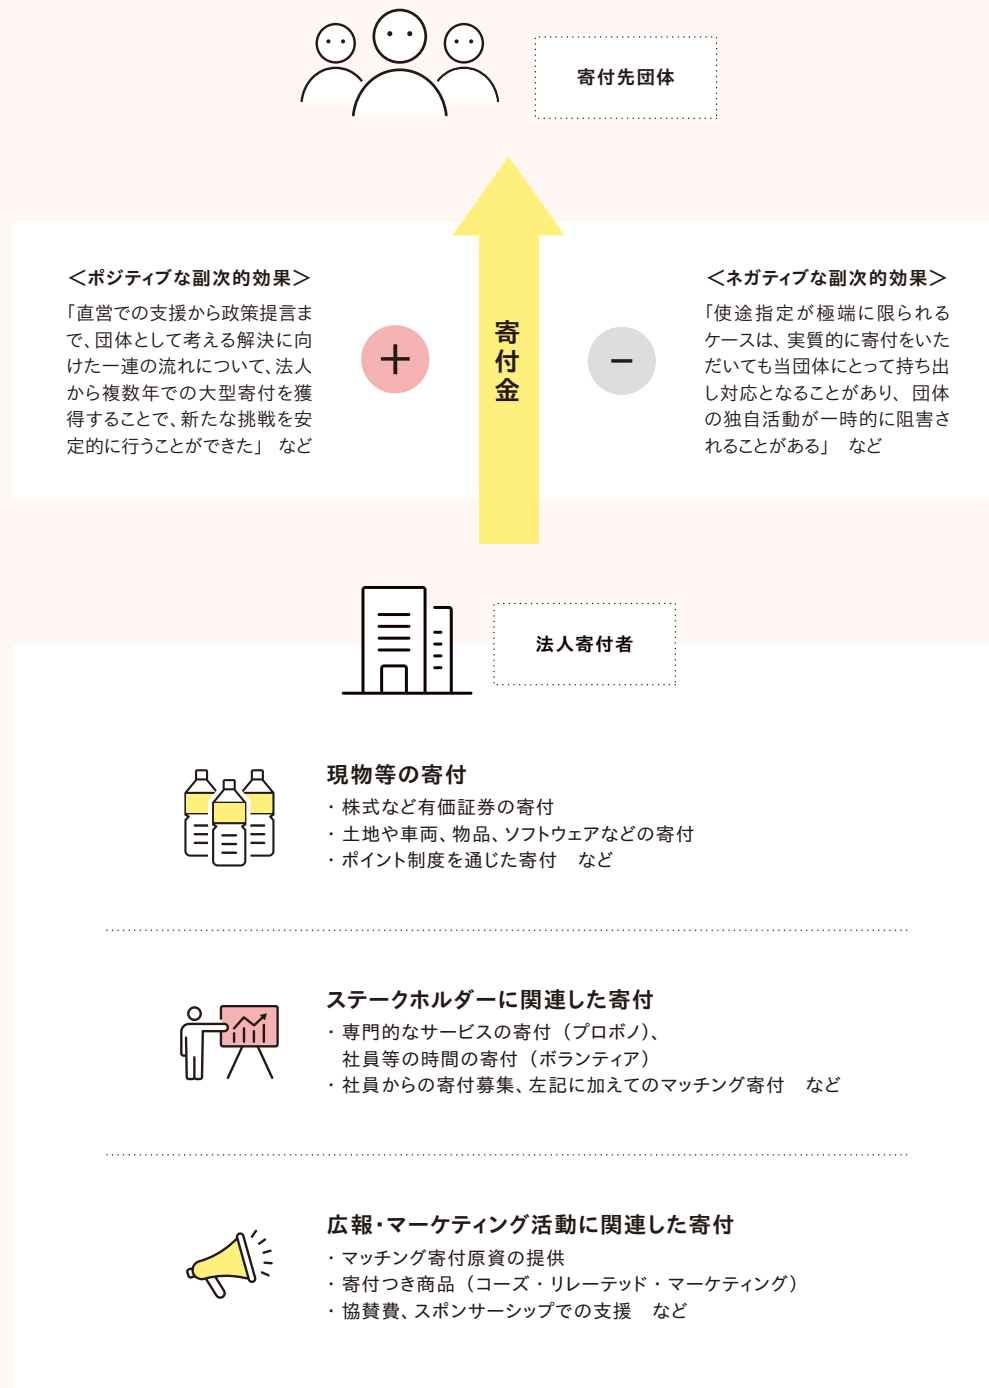 寄付先団体
＜ポジティブな副次的効果＞
「直営での支援から政策提言ま
で、団体として考える解決に向
けた一連の流れについて、法人
から複数年での大型寄付を獲
得することで、新たな挑戦を安
定的に行うことができた」　など
+
寄付金
−
＜ネガティブな副次的効果＞
「使途指定が極端に限られる
ケースは、実質的に寄付をいた
だいても当団体にとって持ち出
し対応となることがあり、団体
の独自活動が一時的に阻害さ
れることがある」　など
法人寄付者
現物等の寄付
・株式など有価証券の寄付
・土地や車両、物品、ソフトウェアなどの寄付
・ポイント制度を通じた寄付　など
ステークホルダーに関連した寄付
・専門的なサービスの寄付（プロボノ）、
社員等の時間の寄付（ボランティア）
・社員からの寄付募集、左記に加えてのマッチング寄付　など
広報・マーケティング活動に関連した寄付
・マッチング寄付原資の提供
・寄付つき商品（コーズ・リレーテッド・マーケティング）
・協賛費、スポンサーシップでの支援　など